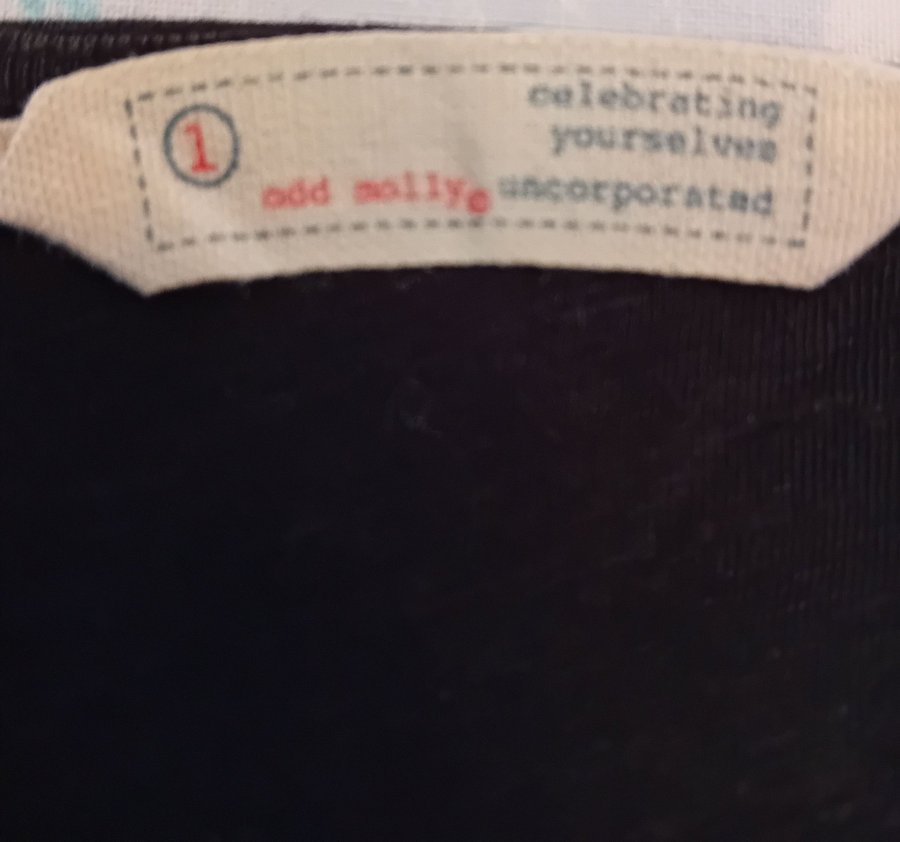 celebrating
yourselves
1
odd molly uncorporated